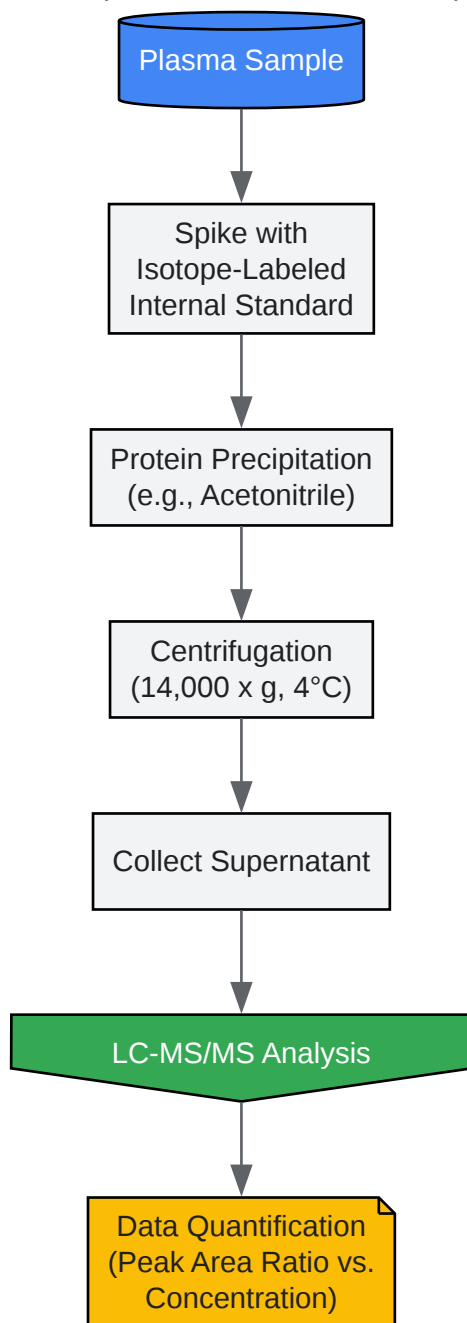 Plasma Sample
Spike with
Isotope-Labeled
Internal Standard
Protein Precipitation
(e.g., Acetonitrile)
Centrifugation
(14,000 x g, 4°C)
Collect Supernatant
LC-MS/MS Analysis
Data Quantification
(Peak Area Ratio vs.
Concentration)